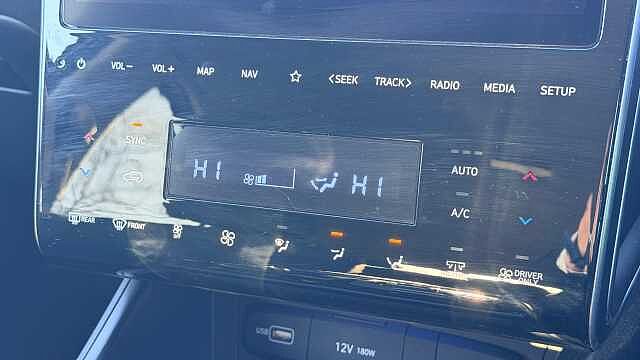 VOL− VOL+ MAP NAV ☆ <SEEK TRACK> RADIO MEDIA SETUP
SYNC
AUTO
HI HI
A/C
REAR FRONT
OFF
DRIVER
ONLY
USB
12V 180W